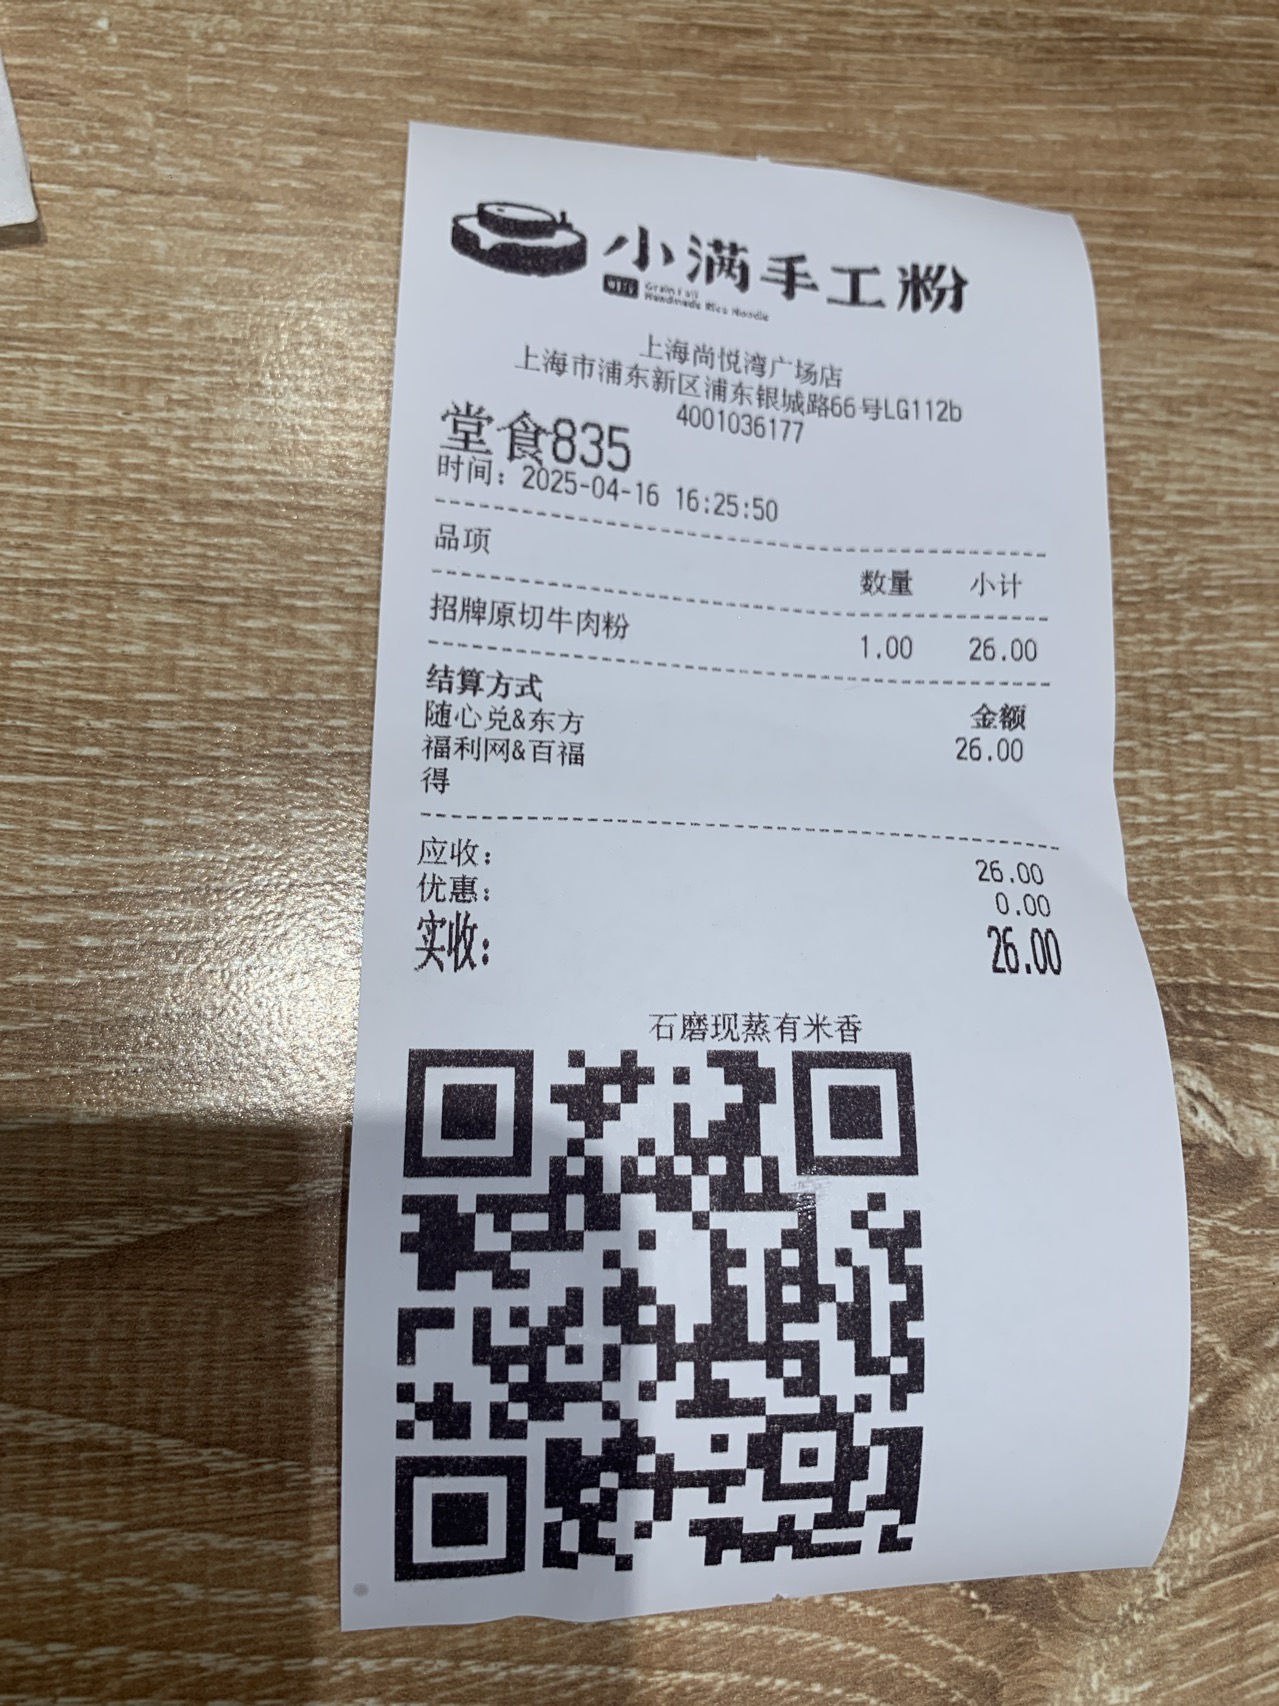 小满手工粉
Grain Full
Handmade Rice Noodle
上海尚悦湾广场店
上海市浦东新区浦东银城路66号LG112b
4001036177
堂食835
时间：2025-04-16 16:25:50
品项 数量 小计
招牌原切牛肉粉 1.00 26.00
结算方式 金额
随心兑&东方 26.00
福利网&百福
得
应收： 26.00
优惠： 0.00
实收： 26.00
石磨现蒸有米香